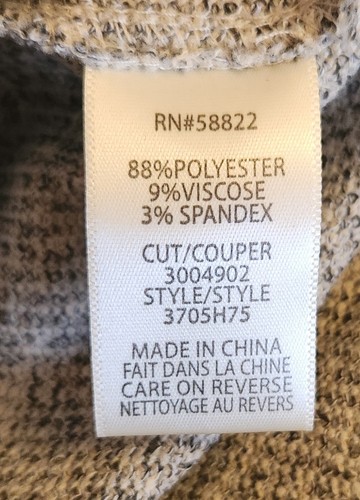 RN#58822
88%POLYESTER
9%VISCOSE
3% SPANDEX
CUT/COUPER
3004902
STYLE/STYLE
3705H75
MADE IN CHINA
FAIT DANS LA CHINE
CARE ON REVERSE
NETTOYAGE AU REVERS